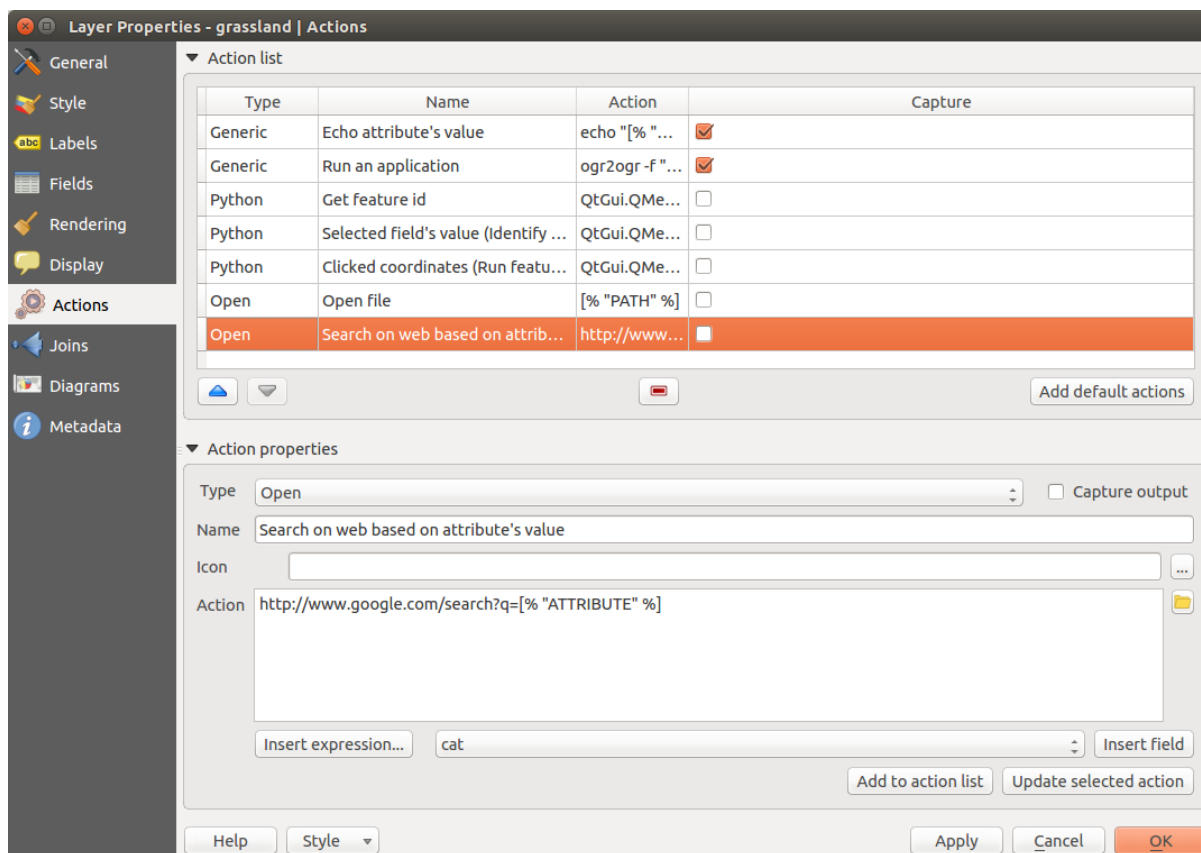 Layer Properties - grassland | Actions
General
Style
Labels
Fields
Rendering
Display
Actions
Joins
Diagrams
Metadata
Action list
Type Name Action Capture
Generic Echo attribute's value echo "[% "...
Generic Run an application ogr2ogr -f "...
Python Get feature id QtGui.QMe...
Python Selected field's value (Identify ... QtGui.QMe...
Python Clicked coordinates (Run featu... QtGui.QMe...
Open Open file [% "PATH" %]
Open Search on web based on attrib... http://www...
Add default actions
Action properties
Type Open Capture output
Name Search on web based on attribute's value
Icon ...
Action http://www.google.com/search?q=[% "ATTRIBUTE" %]
Insert expression... cat Insert field
Add to action list Update selected action
Help Style Apply Cancel OK
abc